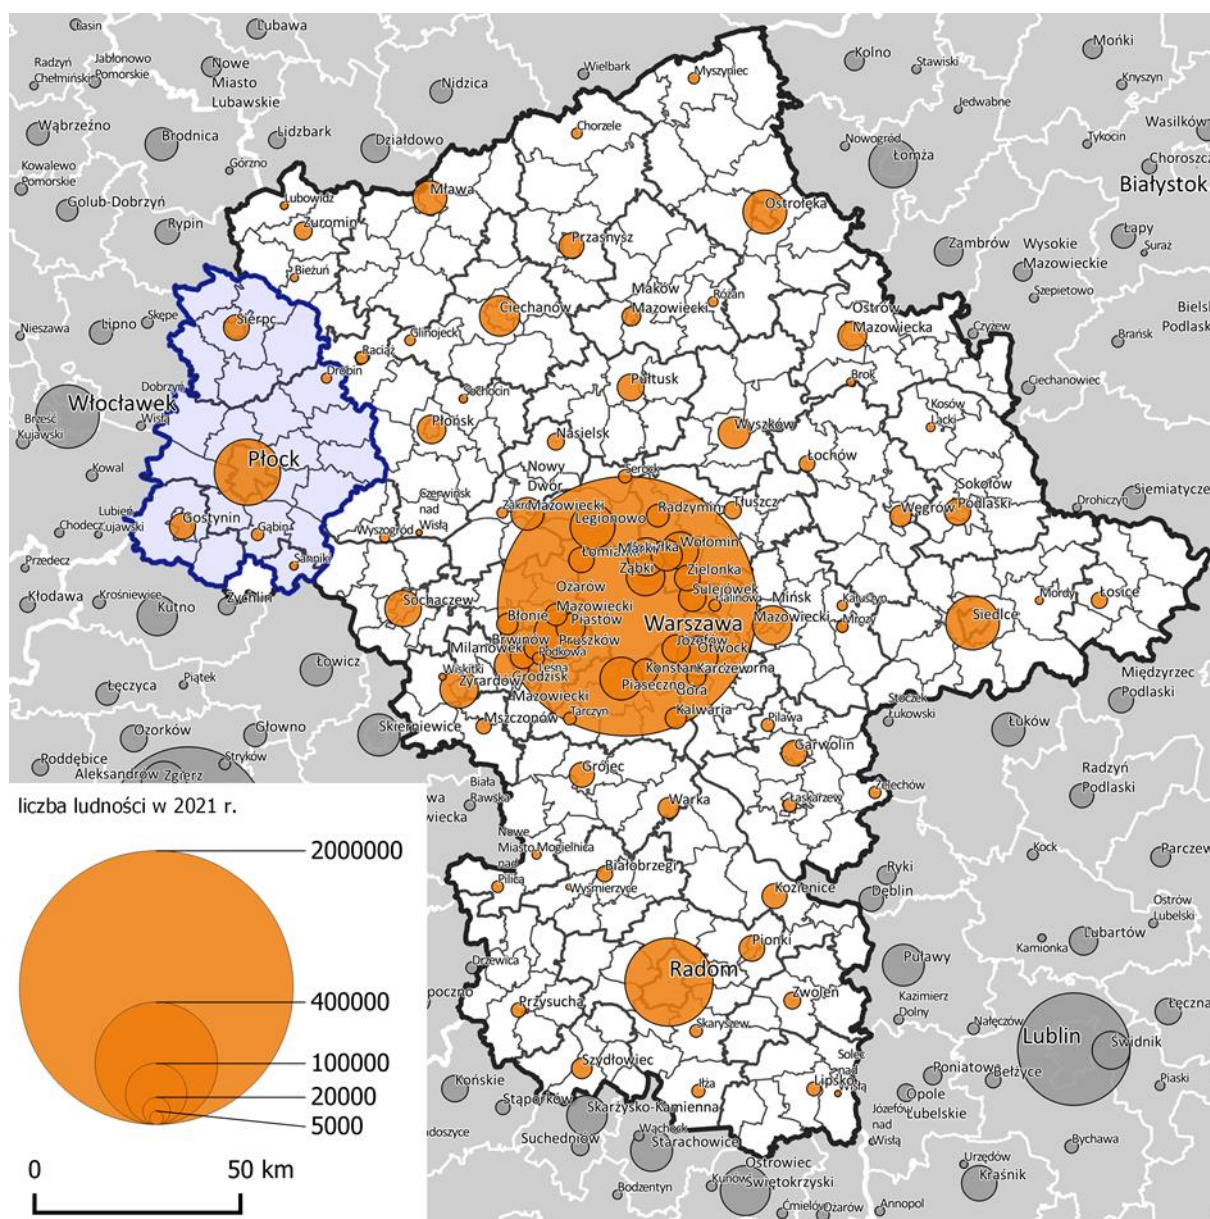 Łasin
Lubawa
Radzyń
Chełmiński
Jabłonowo
Pomorskie
Nowe
Miasto
Lubawskie
Nidzica
Wielbark
Myszyniec
Kolno
Stawiski
Mońki
Knyszyn
Jedwabne
Wąbrzeźno
Brodnica
Lidzbark
Działdowo
Chorzele
Nowogród
Łomża
Tykocin
Wasilków
Choroszcz
Białystok
Kowalewo
Pomorskie
Górzno
Golub-Dobrzyń
Rypin
Lubowidz
Żuromin
Mława
Przasnysz
Ostrołęka
Zambrów
Łapy
Suraż
Wysokie
Mazowieckie
Szepietowo
Bieżuń
Nieszawa
Lipno
Skępe
Sierpc
Ciechanów
Glinojeck
Raciąż
Drobin
Maków
Mazowiecki
Różan
Ostrów
Mazowiecka
Czyżew
Brańsk
Bielsk
Podlaski
Ciechanowiec
Brok
Włocławek
Dobrzyń
Wisłą
Brześć
Kujawski
Kowal
Płock
Sochocin
Płońsk
Nasielsk
Pułtusk
Wyszków
Łochów
Kosów
Lacki
Sokołów
Podlaski
Węgrów
Drohiczyn
Siemiatycze
Lubień
Kujawski
Chodecz
Przedecz
Gostynin
Gąbin
Sanniki
Czerwińsk
nad
Wisłą
Wyszogród
Nowy
Dwór
Mazowiecki
Serock
Legionowo
Radzymin
Tłuszcz
Wołomin
Ząbki
Zielonka
Sulejówek
Halinów
Mińsk
Mazowiecki
Kałuszyn
Mrozy
Siedlce
Mordy
Łosice
Kłodawa
Krośniewice
Kutno
Żychlin
Sochaczew
Błonie
Ożarów
Mazowiecki
Piastów
Pruszków
Warszawa
Józefów
Otwock
Brwinów
Milanówek
Podkowa
Leśna
Grodzisk
Mazowiecki
Wiskitki
Żyrardów
Piaseczno
Góra
Kalwaria
Tarczyn
Mszczonów
Międzyrzec
Podlaski
Łęczyca
Piątek
Łowicz
Ozorków
Głowno
Skierniewice
Pilawa
Garwolin
Stoczek
Łukowski
Łuków
Poddębice
Aleksandrów
Zgierz
Stryków
Biała
Rawska
Grójec
Warka
Łaskarzew
Żelechów
Radzyń
Podlaski
liczba ludności w 2021 r.
2000000
400000
100000
20000
5000
0
50 km
Nowe
Miasto
nad
Pilicą
Mogielnica
Białobrzegi
Wyśmierzyce
Kozienice
Ryki
Dęblin
Kock
Parczew
Ostrów
Lubelski
Lubartów
Kamionka
Drzewica
Radom
Pionki
Puławy
Kazimierz
Dolny
Nałęczów
Łęczna
Lublin
Świdnik
Przysucha
Skaryszew
Zwoleń
Szydłowiec
Iłża
Lipsko
Solec
nad
Wisłą
Poniatowa
Bełżyce
Opole
Lubelskie
Piaski
Końskie
Stąporków
Skarżysko-Kamienna
Suchedniów
Wąchock
Starachowice
Józefów
nad
Wisłą
Bychawa
Urzędów
Kraśnik
Annopol
Ostrowiec
Świętokrzyski
Kunów
Bodzentyn
Ćmielów
Ożarów